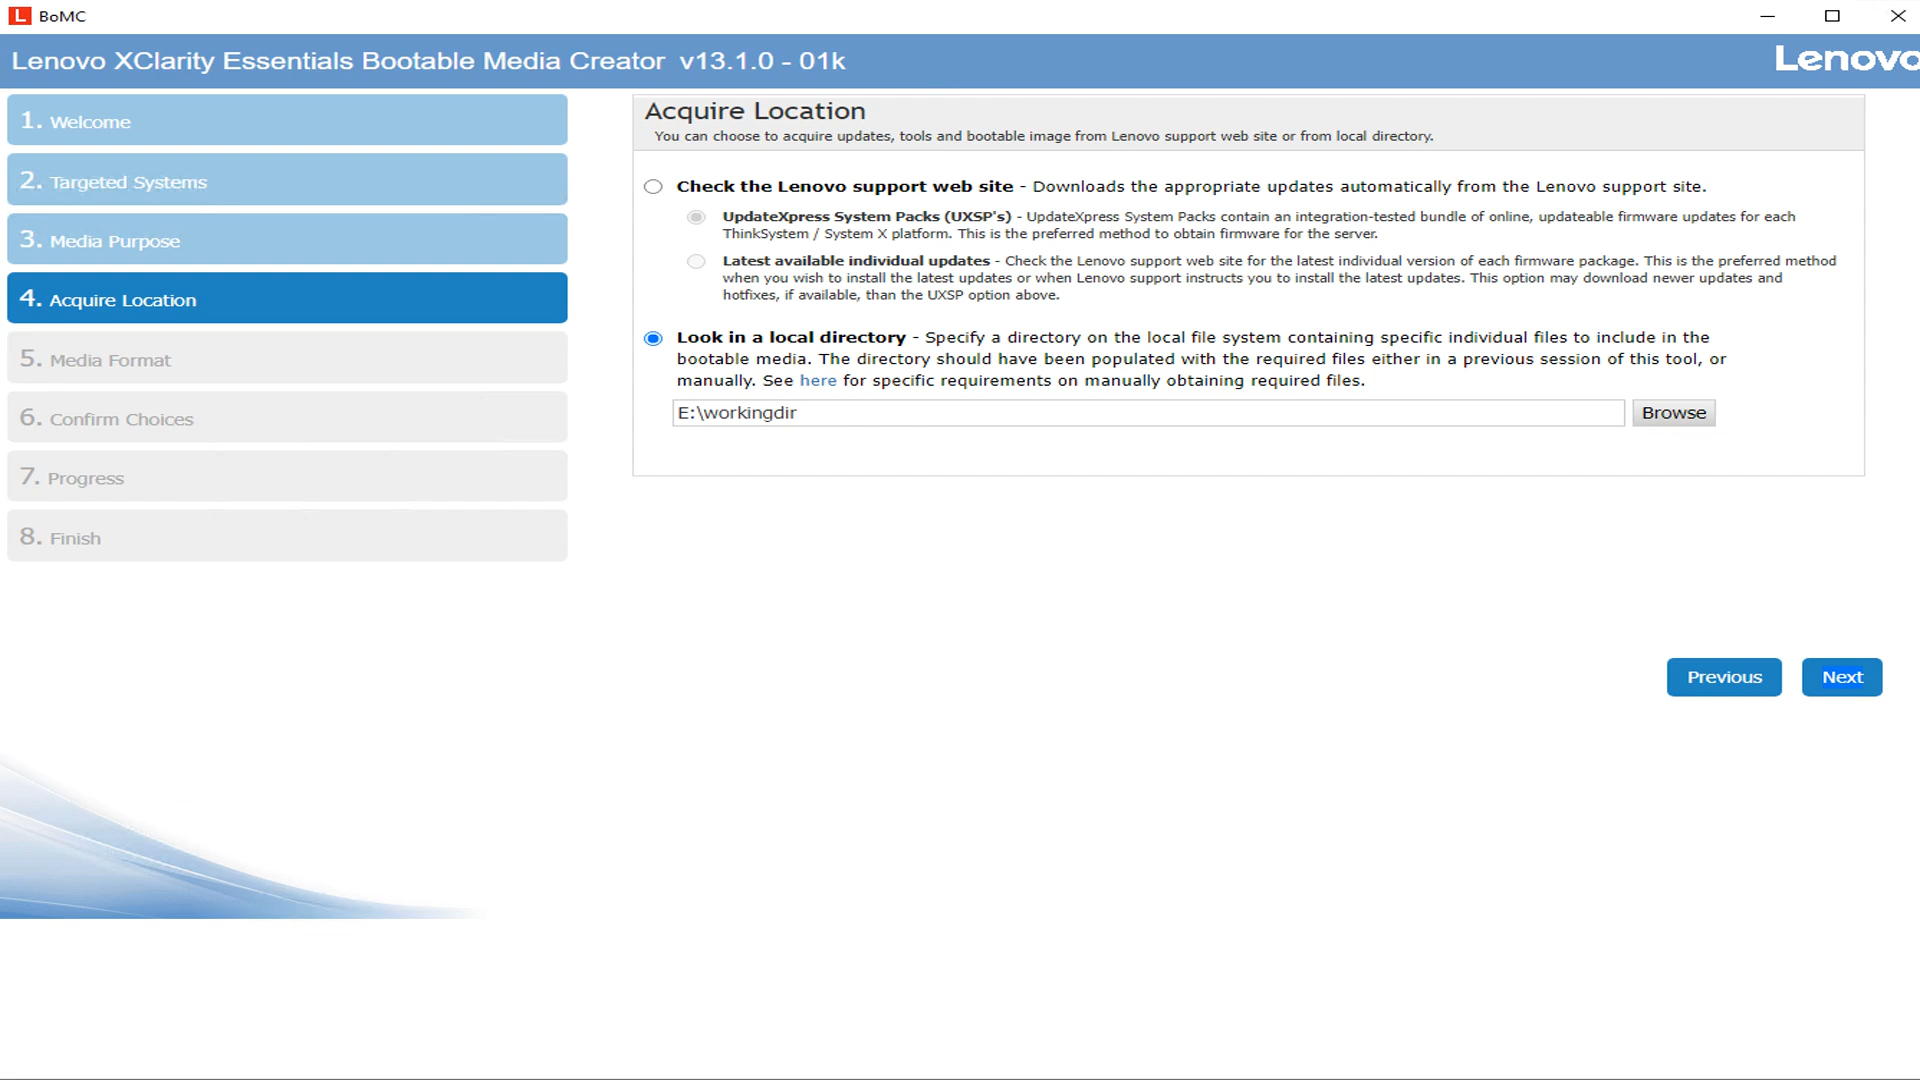 L BoMC
Lenovo XClarity Essentials Bootable Media Creator v13.1.0 - 01k
Lenovo
1. Welcome
2. Targeted Systems
3. Media Purpose
4. Acquire Location
5. Media Format
6. Confirm Choices
7. Progress
8. Finish
Acquire Location
You can choose to acquire updates, tools and bootable image from Lenovo support web site or from local directory.
Check the Lenovo support web site - Downloads the appropriate updates automatically from the Lenovo support site.
UpdateXpress System Packs (UXSP's) - UpdateXpress System Packs contain an integration-tested bundle of online, updateable firmware updates for each
ThinkSystem / System X platform. This is the preferred method to obtain firmware for the server.
Latest available individual updates - Check the Lenovo support web site for the latest individual version of each firmware package. This is the preferred method
when you wish to install the latest updates or when Lenovo support instructs you to install the latest updates. This option may download newer updates and
hotfixes, if available, than the UXSP option above.
Look in a local directory - Specify a directory on the local file system containing specific individual files to include in the
bootable media. The directory should have been populated with the required files either in a previous session of this tool, or
manually. See here for specific requirements on manually obtaining required files.
E:\workingdir
Browse
Previous
Next